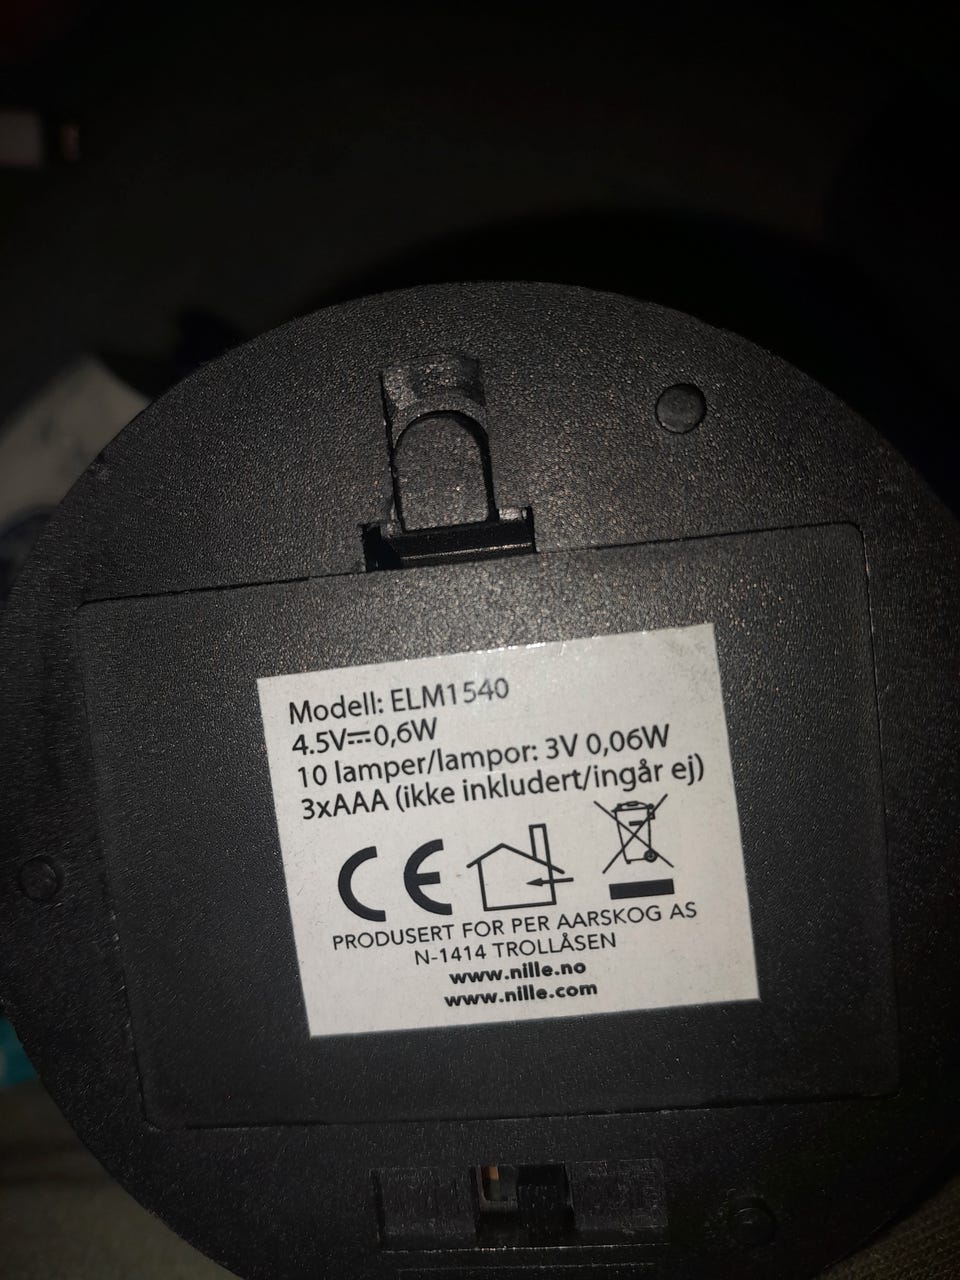 Modell: ELM1540
4.5V⎓0,6W
10 lamper/lampor: 3V 0,06W
3xAAA (ikke inkludert/ingår ej)
CE
PRODUSERT FOR PER AARSKOG AS
N-1414 TROLLÅSEN
www.nille.no
www.nille.com